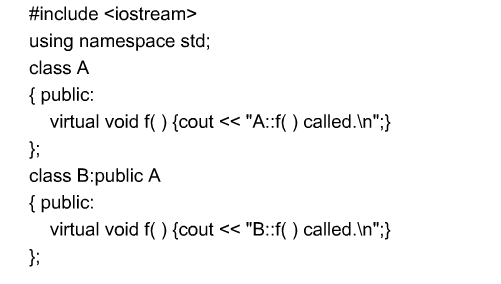 #include <iostream>
using namespace std;
class A
{ public:
virtual void f( ) {cout << "A::f( ) called.\n";}
};
class B:public A
{ public:
virtual void f( ) {cout << "B::f( ) called.\n";}
};